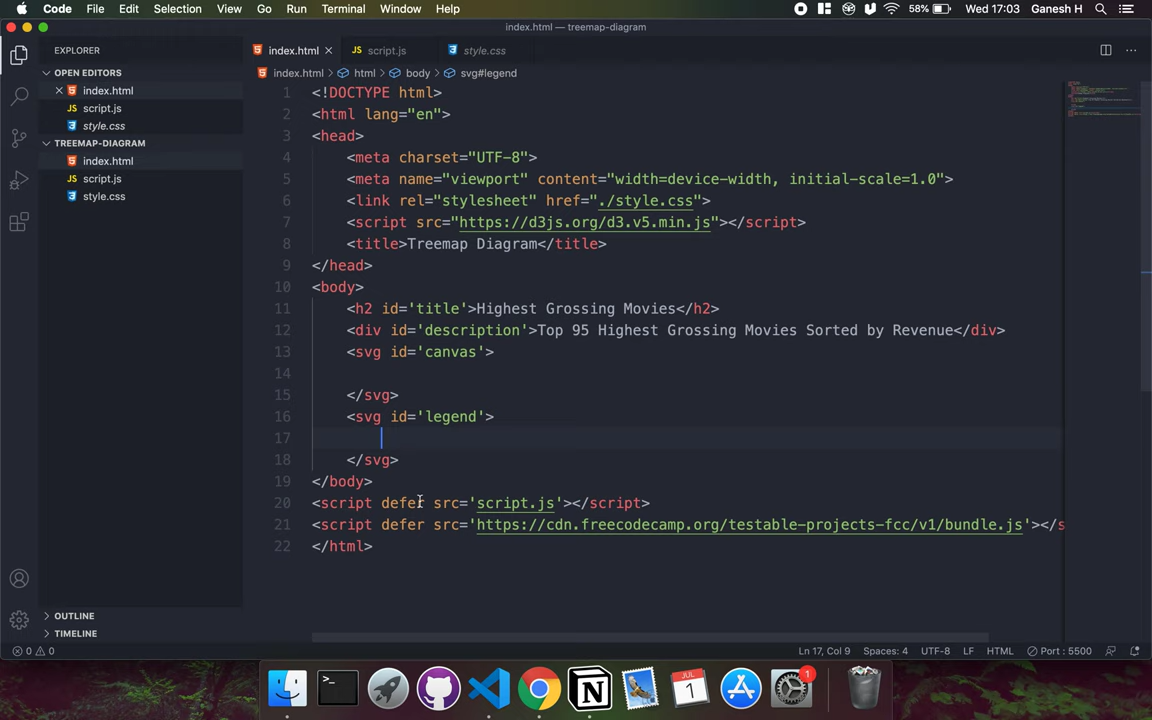 Code File Edit Selection View Go Run Terminal Window Help 58% Wed 17:03 Ganesh H
index.html — treemap-diagram
EXPLORER
index.html
script.js
style.css
OPEN EDITORS
index.html > html > body > svg#legend
index.html
script.js
style.css
TREEMAP-DIAGRAM
index.html
script.js
style.css
1 <!DOCTYPE html>
2 <html lang="en">
3 <head>
4 <meta charset="UTF-8">
5 <meta name="viewport" content="width=device-width, initial-scale=1.0">
6 <link rel="stylesheet" href="./style.css">
7 <script src="https://d3js.org/d3.v5.min.js"></script>
8 <title>Treemap Diagram</title>
9 </head>
10 <body>
11 <h2 id='title'>Highest Grossing Movies</h2>
12 <div id='description'>Top 95 Highest Grossing Movies Sorted by Revenue</div>
13 <svg id='canvas'>
14
15 </svg>
16 <svg id='legend'>
17
18 </svg>
19 </body>
20 <script defer src='script.js'></script>
21 <script defer src='https://cdn.freecodecamp.org/testable-projects-fcc/v1/bundle.js'></s
22 </html>
OUTLINE
TIMELINE
0 0 Ln 17, Col 9 Spaces: 4 UTF-8 LF HTML Port : 5500
JUL
1
1